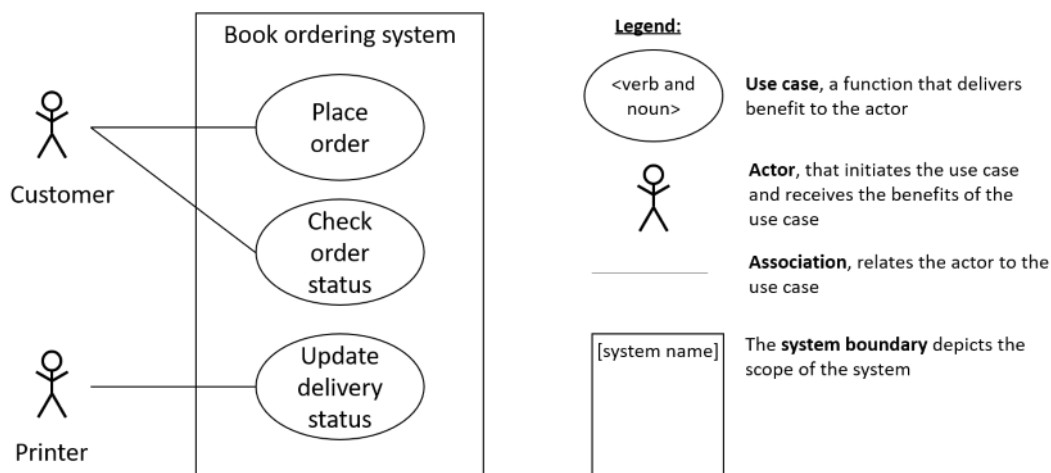 Book ordering system
Place
order
Customer
Check
order
status
Update
delivery
status
Printer
Legend:
<verb and
noun>
Use case, a function that delivers
benefit to the actor
Actor, that initiates the use case
and receives the benefits of the
use case
Association, relates the actor to the
use case
[system name]
The system boundary depicts the
scope of the system